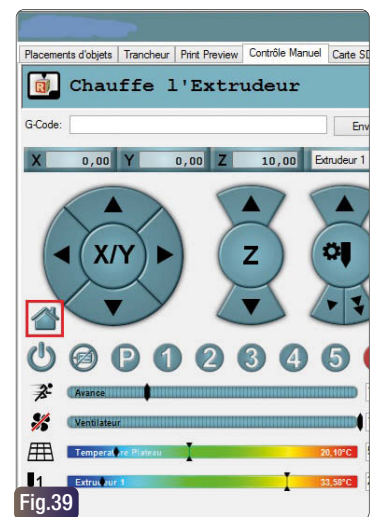 Placements d'objets Trancheur Print Preview Contrôle Manuel Carte SD
Chauffe l'Extrudeur
G-Code: Env
X 0,00 Y 0,00 Z 10,00 Extrudeur 1
X/Y Z
P 1 2 3 4 5
Avance
Ventilateur
Temperature Plateau 20,10°C
1 Extrudeur 1 33,58°C
Fig.39